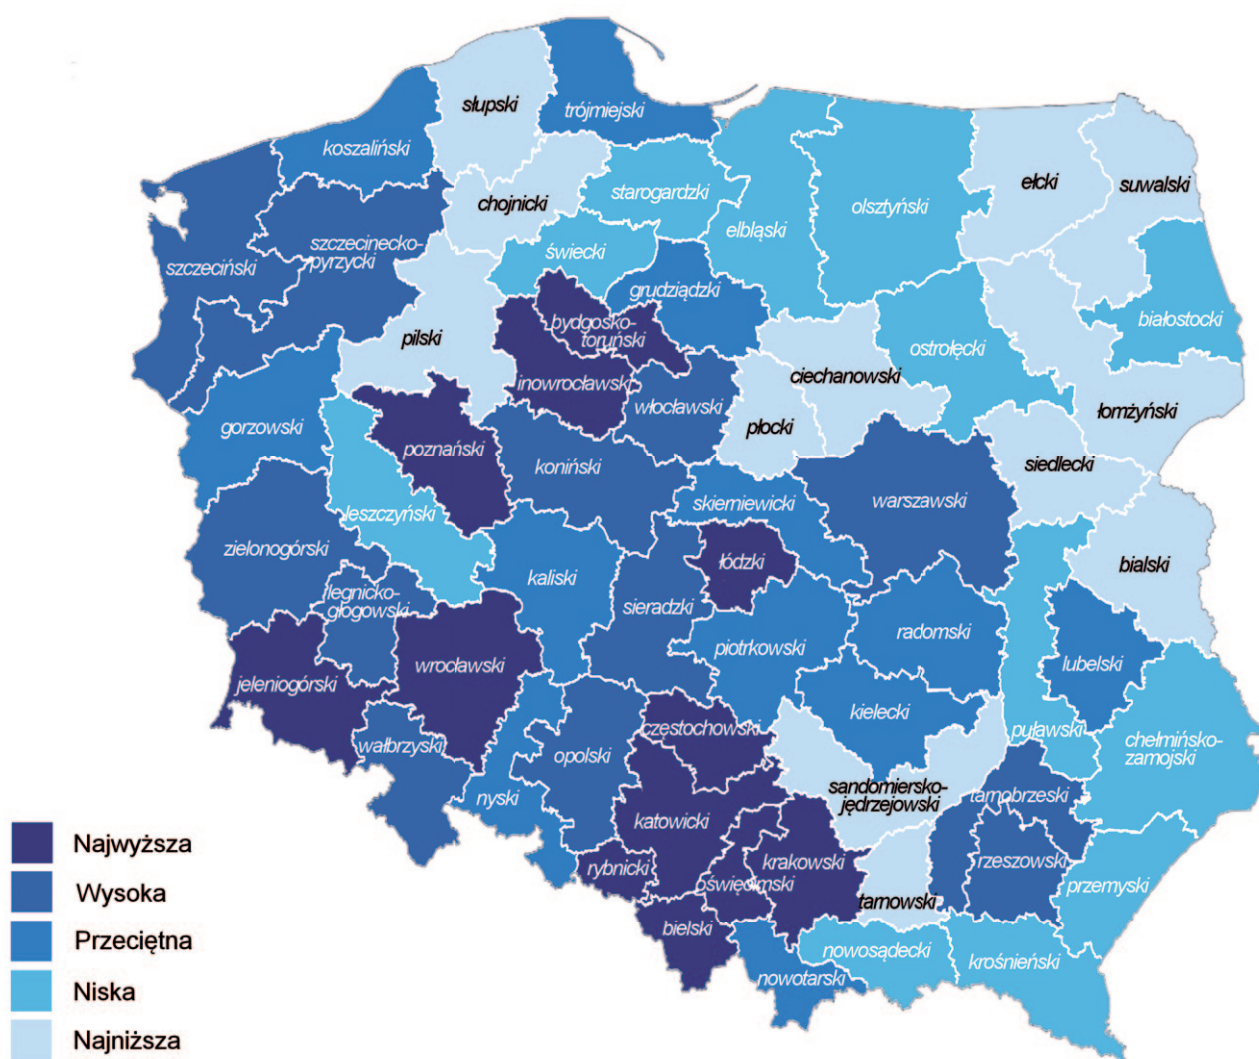 słupski
trójmiejski
koszaliński
ełcki
suwalski
chojnicki
starogardzki
olsztyński
elbląski
szczecinecko-
pyrzycki
szczeciński
świecki
grudziądzki
białostocki
bydgosko-
toruński
pilski
ostrołęcki
ciechanowski
inowrocławski
włocławski
łomżyński
gorzowski
płocki
poznański
koniński
siedlecki
skierniewicki
warszawski
leszczyński
zielonogórski
łódzki
bialski
kaliski
legnicko-
głogowski
sieradzki
radomski
piotrkowski
lubelski
wrocławski
jeleniogórski
kielecki
częstochowski
puławski
chełmińsko-
zamojski
wałbrzyski
opolski
sandomiersko-
jędrzejowski
tarnobrzeski
nyski
katowicki
krakowski
rzeszowski
rybnicki
oświęcimski
przemyski
tarnowski
bielski
nowosądecki
krośnieński
nowotarski
Najwyższa
Wysoka
Przeciętna
Niska
Najniższa